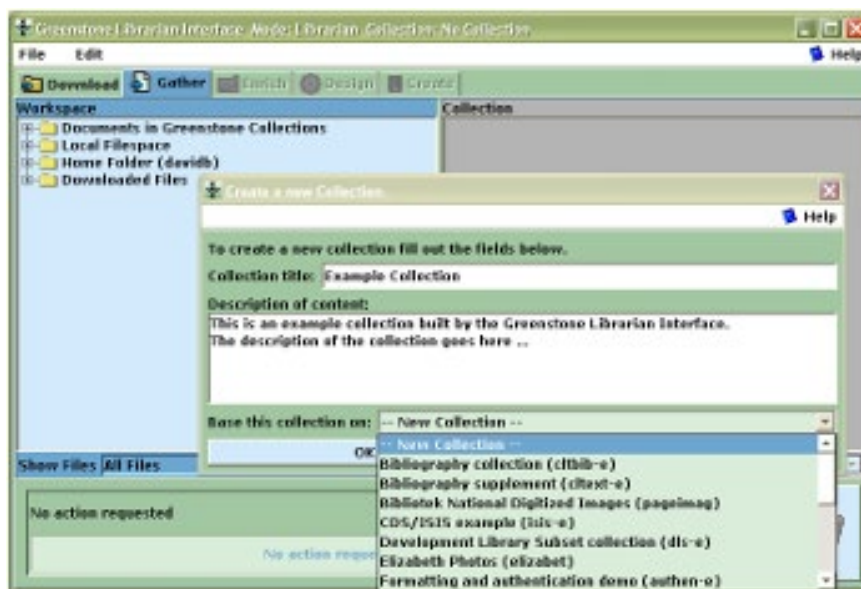 Greenstone Librarian Interface Mode: Librarian Collection: No Collection
File Edit Help
Download Gather Enrich Design Create
Workspace
Collection
Documents in Greenstone Collections
Local Filespace
Home Folder (davidb)
Downloaded Files
Create a new Collection
Help
To create a new collection fill out the fields below.
Collection title: Example Collection
Description of content:
This is an example collection built by the Greenstone Librarian Interface.
The description of the collection goes here ..
Base this collection on: -- New Collection --
OK
-- New Collection --
Bibliography collection (cltbib-e)
Bibliography supplement (cltext-e)
Bibliotek National Digitized Images (pageimag)
CDS/ISIS example (isis-e)
Development Library Subset collection (dls-e)
Elizabeth Photos (elizabet)
Formatting and authentication demo (authen-e)
Show Files All Files
No action requested
No action reque